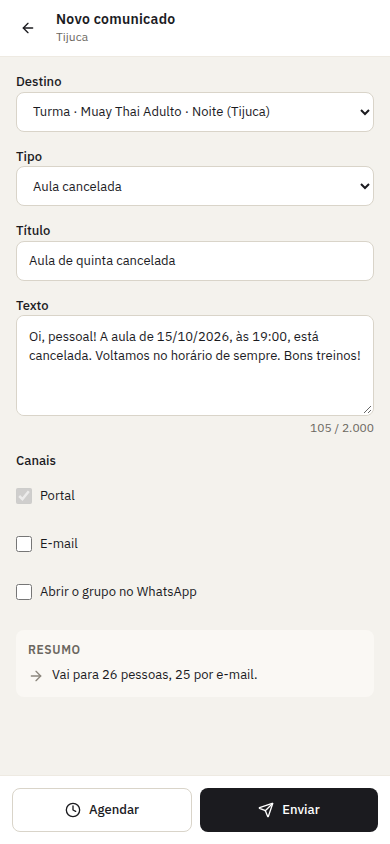 Novo comunicado
Tijuca
Destino
Turma · Muay Thai Adulto · Noite (Tijuca)
Tipo
Aula cancelada
Título
Aula de quinta cancelada
Texto
Oi, pessoal! A aula de 15/10/2026, às 19:00, está
cancelada. Voltamos no horário de sempre. Bons treinos!
105 / 2.000
Canais
Portal
E-mail
Abrir o grupo no WhatsApp
RESUMO
Vai para 26 pessoas, 25 por e-mail.
Agendar
Enviar